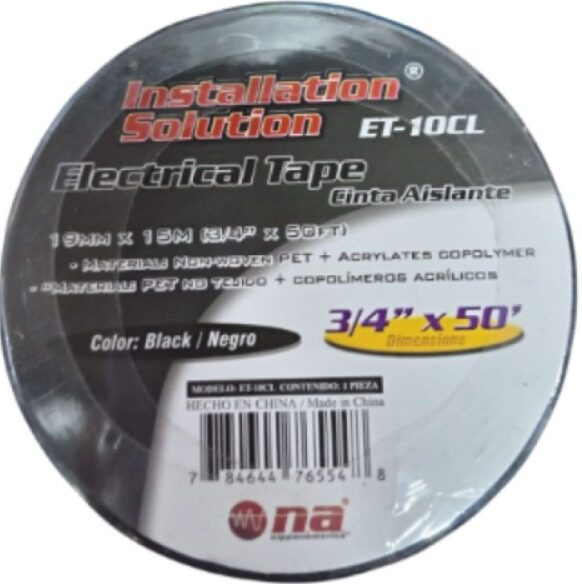 Installation®
Solution
ET-10CL
Electrical Tape
Cinta Aislante
19mm x 15m (3/4" x 50ft)
- Material: Non-woven PET + Acrylates copolymer
- "Material: PET no tejido + copolímeros acrílicos
Color: Black / Negro
3/4" x 50'
Dimensions
MODELO: ET-10CL CONTENIDO: 1 PIEZA
HECHO EN CHINA / Made in China
7 84644 76554 8
na®
nipponamerica®